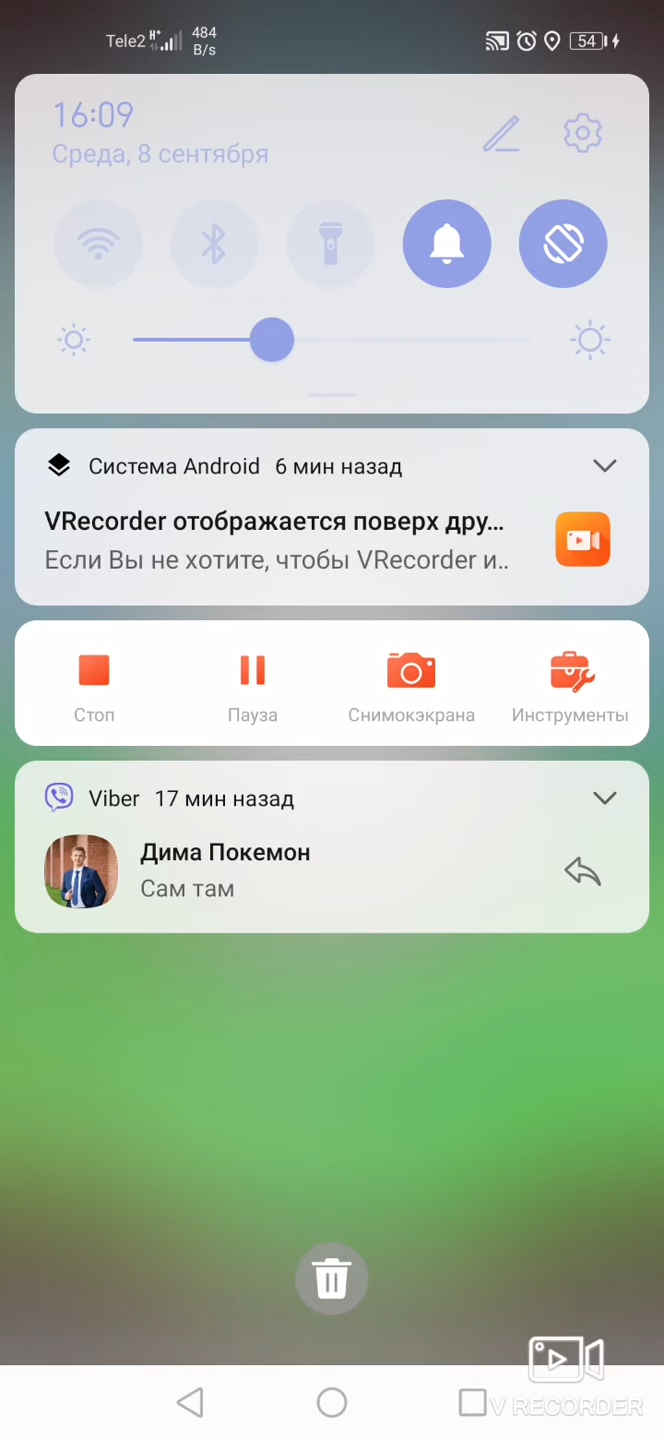 Tele2 H+ 484 B/s 54
16:09
Среда, 8 сентября
Система Android 6 мин назад
VRecorder отображается поверх дру...
Если Вы не хотите, чтобы VRecorder и..
Стоп Пауза Снимокэкрана Инструменты
Viber 17 мин назад
Дима Покемон
Сам там
V RECORDER